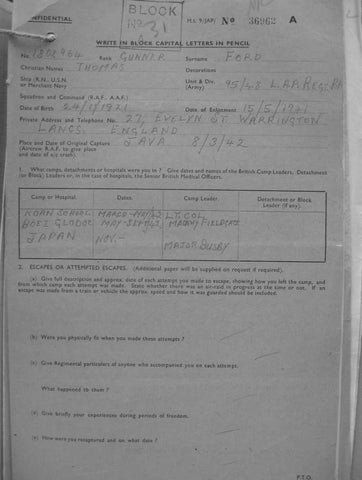 CONFIDENTIAL
BLOCK
No 31
M.I. 9/JAP/ No 36962 A
WRITE IN BLOCK CAPITAL LETTERS IN PENCIL
No. Rank GUNNER Surname FORD
Christian Names THOMAS Decorations
Ship (R.N., U.S.N. or Merchant Navy) Unit & Div. (Army) 95/48 L.A.A. REGT. RA
Squadron and Command (R.A.F., A.A.F.)
Date of Birth 1921 Date of Enlistment 15/5/1941
Private Address and Telephone No. 27, EVELYN ST. WARRINGTON
LANCS. ENGLAND
Place and Date of Original Capture JAVA 8/3/42
(Aircrew R.A.F. to give place
and date of a/c crash).
1. What camps, detachments or hospitals were you in? Give dates and names of the British Camp Leaders, Detachment
(or Block) Leaders or, in the case of hospitals, the Senior British Medical Officers.
Camp or Hospital. Dates. Camp Leader. Detachment or Block Leader (if any).
KOAN SCHOOL MARCH-MAY/42 LT. COL
BOEI GLODOC MAY-SEPT/43
JAPAN NOV- MAJOR BUSBY
2. ESCAPES OR ATTEMPTED ESCAPES. (Additional paper will be supplied on request if required).
(a) Give full description and approx. date of each attempt you made to escape, showing how you left the camp, and
from which camp each attempt was made. State whether there was an air-raid in progress at the time or not. If an
escape was made from a train or vehicle the approx. speed and how it was guarded should be included.
(b) Were you physically fit when you made these attempts?
(c) Give Regimental particulars of anyone who accompanied you on each attempt.
What happened to them?
(d) Give briefly your experiences during periods of freedom.
(e) How were you recaptured and on what date?
P.T.O.